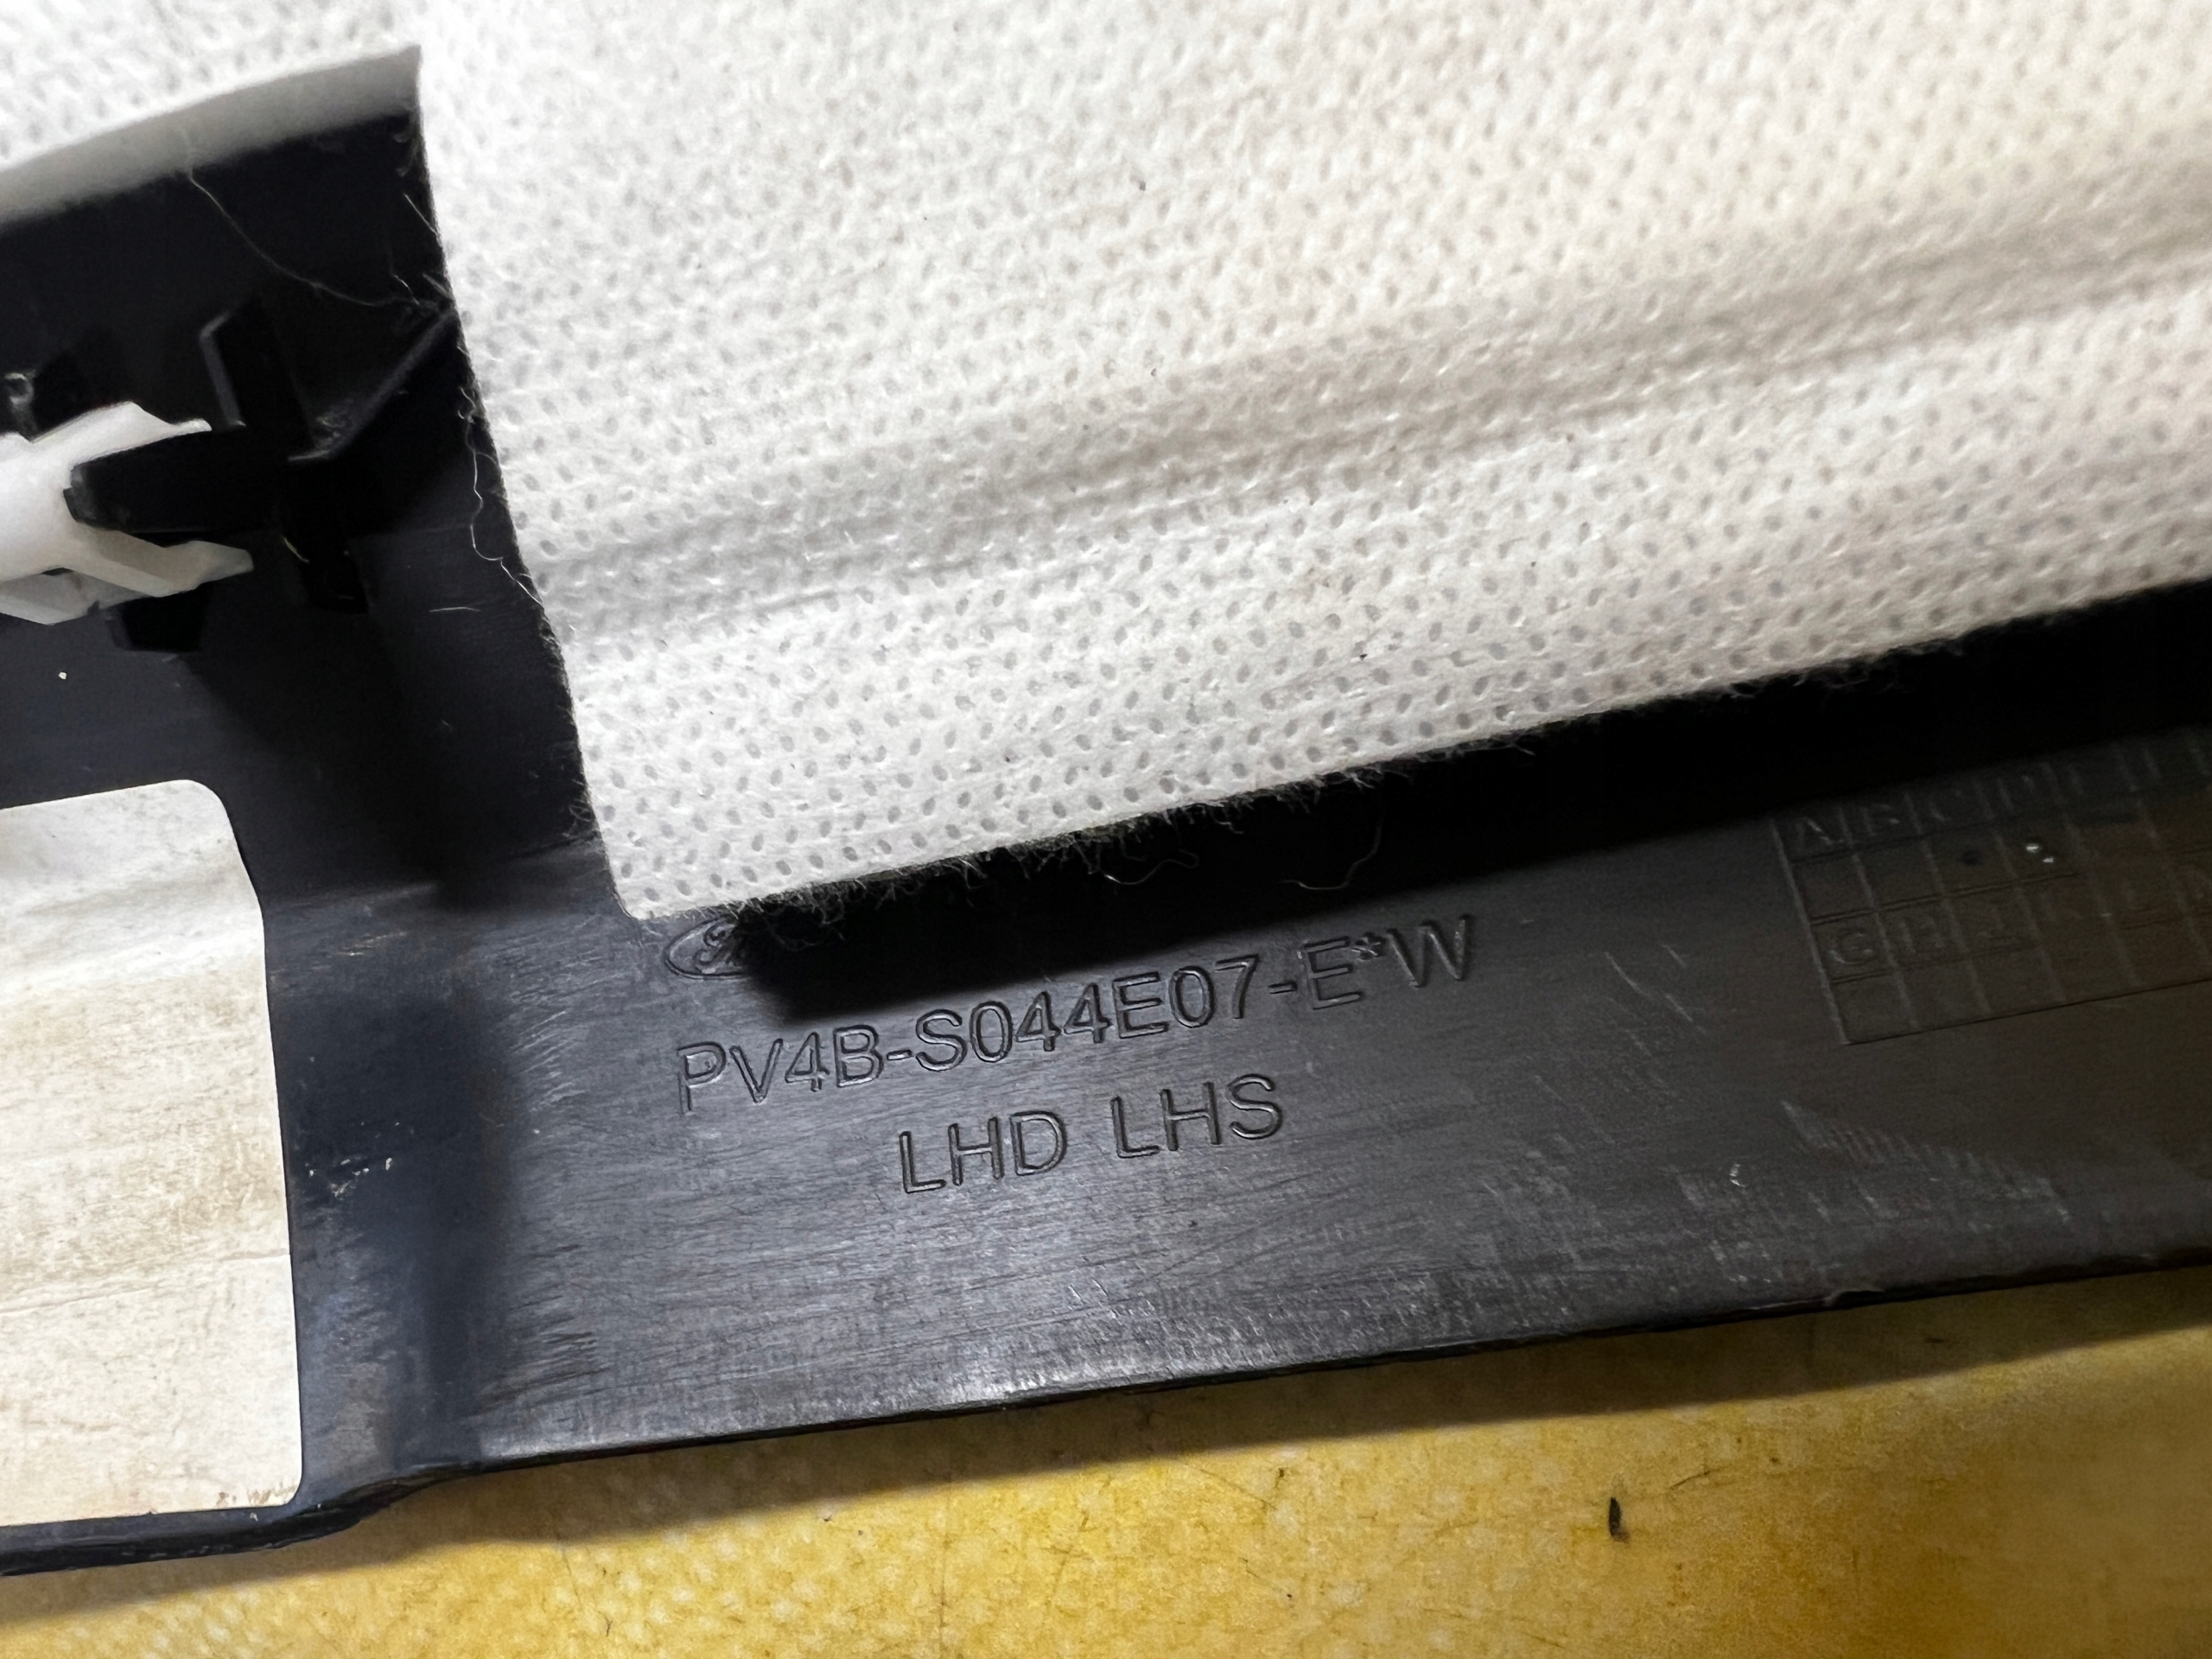 PV4B-S044E07-E*W
LHD LHS
A B C D E F
G H I K L M